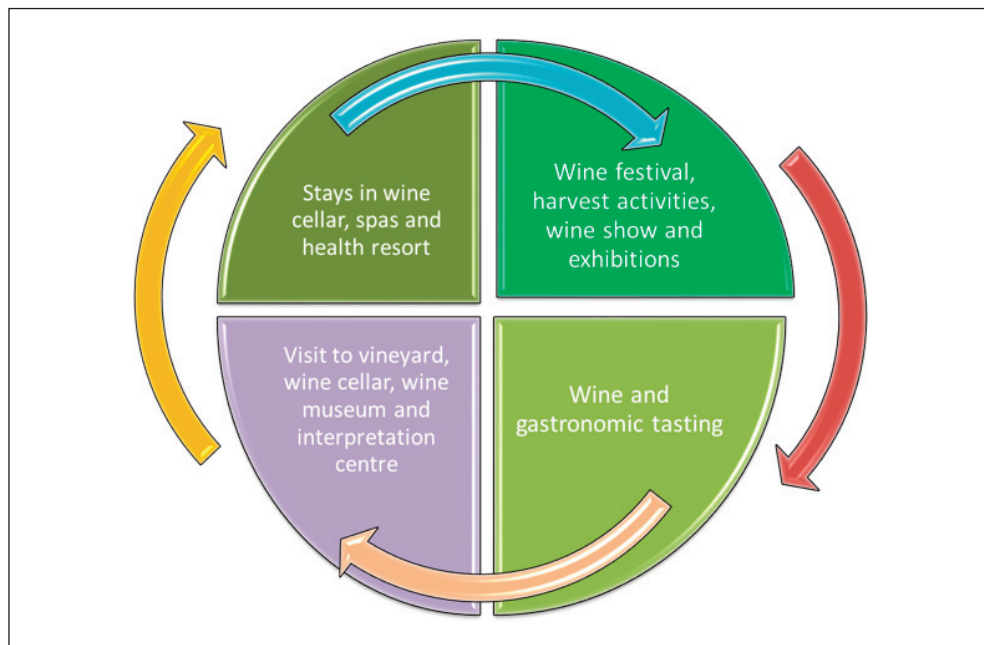 Stays in wine
cellar, spas and
health resort
Wine festival,
harvest activities,
wine show and
exhibitions
Visit to vineyard,
wine cellar, wine
museum and
interpretation
centre
Wine and
gastronomic tasting